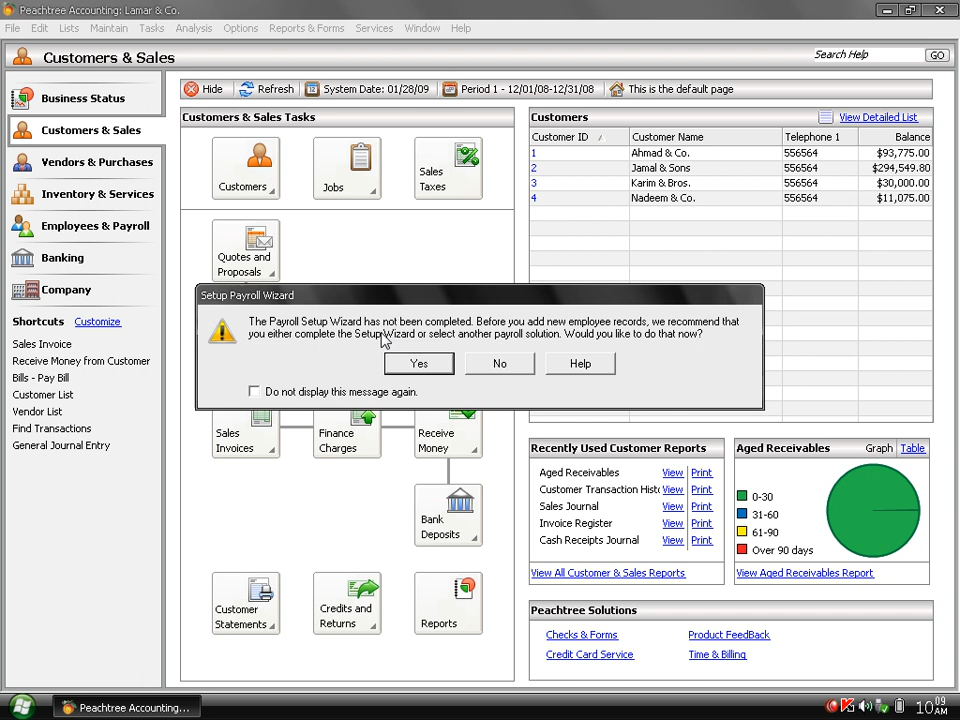 Peachtree Accounting: Lamar & Co.
File Edit Lists Maintain Tasks Analysis Options Reports & Forms Services Window Help
Customers & Sales
Search Help GO
Business Status
Customers & Sales
Vendors & Purchases
Inventory & Services
Employees & Payroll
Banking
Company
Shortcuts Customize
Sales Invoice
Receive Money from Customer
Bills - Pay Bill
Customer List
Vendor List
Find Transactions
General Journal Entry
Hide Refresh System Date: 01/28/09 Period 1 - 12/01/08-12/31/08 This is the default page
Customers & Sales Tasks
Customers
Jobs
Sales
Taxes
Quotes and
Proposals
Setup Payroll Wizard
The Payroll Setup Wizard has not been completed. Before you add new employee records, we recommend that
you either complete the Setup Wizard or select another payroll solution. Would you like to do that now?
Yes No Help
Do not display this message again.
Sales
Invoices
Finance
Charges
Receive
Money
Bank
Deposits
Customer
Statements
Credits and
Returns
Reports
Customers View Detailed List
Customer ID Customer Name Telephone 1 Balance
1 Ahmad & Co. 556564 $93,775.00
2 Jamal & Sons 556564 $294,549.80
3 Karim & Bros. 556564 $30,000.00
4 Nadeem & Co. 556564 $11,075.00
Recently Used Customer Reports
Aged Receivables View Print
Customer Transaction Histo View Print
Sales Journal View Print
Invoice Register View Print
Cash Receipts Journal View Print
View All Customer & Sales Reports
Aged Receivables Graph Table
0-30
31-60
61-90
Over 90 days
View Aged Receivables Report
Peachtree Solutions
Checks & Forms Product FeedBack
Credit Card Service Time & Billing
Peachtree Accounting... 10:09 AM